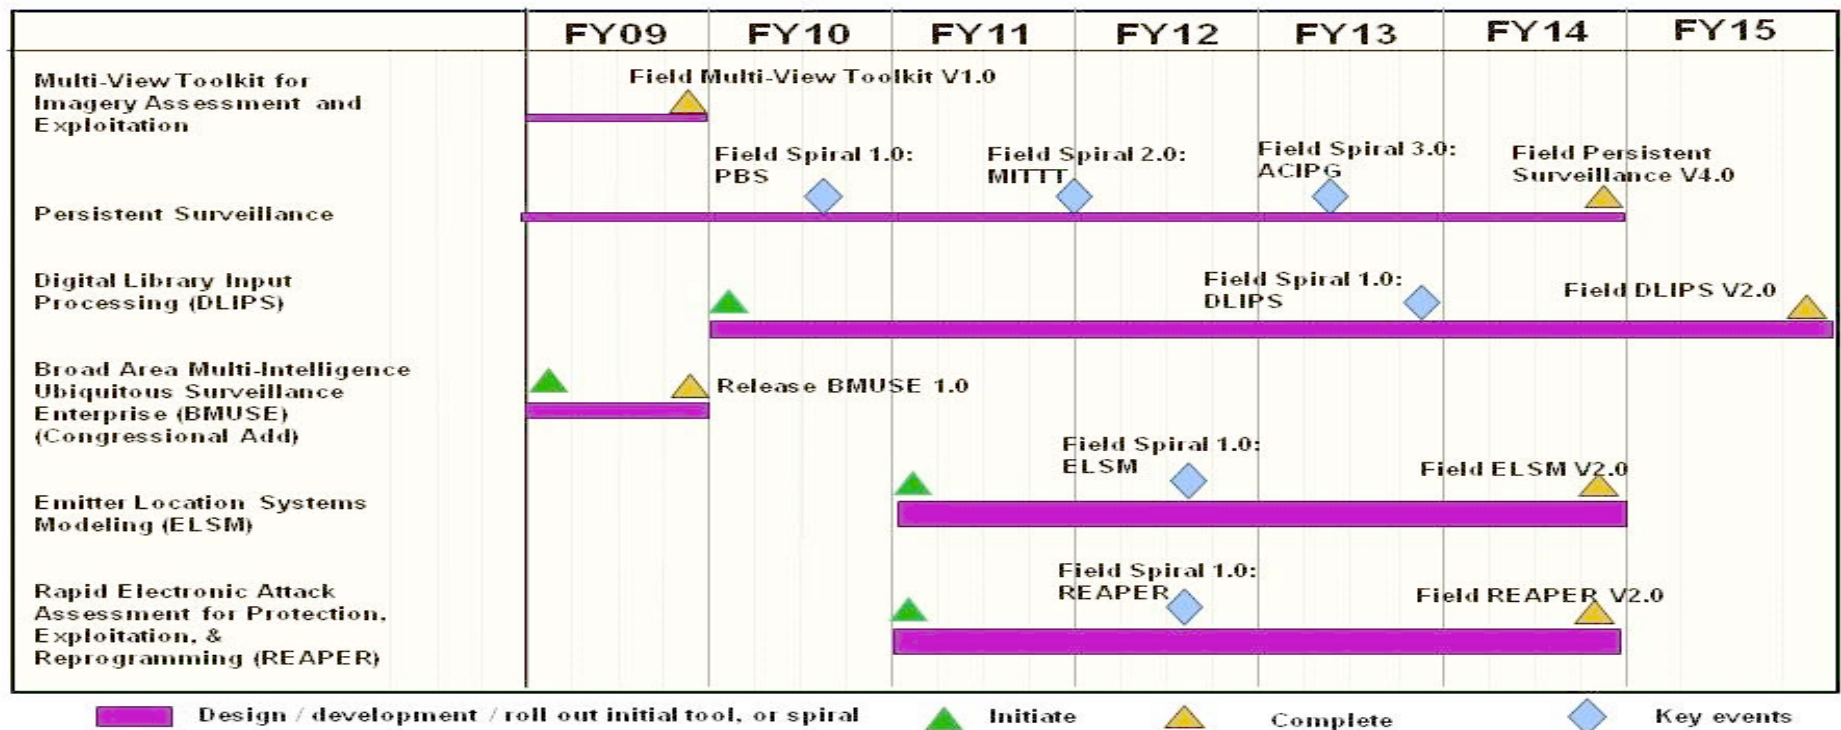 FY09 FY10 FY11 FY12 FY13 FY14 FY15
Multi-View Toolkit for
Imagery Assessment and
Exploitation
Field Multi-View Toolkit V1.0
Persistent Surveillance
Field Spiral 1.0:
PBS
Field Spiral 2.0:
MITTT
Field Spiral 3.0:
ACIPG
Field Persistent
Surveillance V4.0
Digital Library Input
Processing (DLIPS)
Field Spiral 1.0:
DLIPS
Field DLIPS V2.0
Broad Area Multi-Intelligence
Ubiquitous Surveillance
Enterprise (BMUSE)
(Congressional Add)
Release BMUSE 1.0
Emitter Location Systems
Modeling (ELSM)
Field Spiral 1.0:
ELSM
Field ELSM V2.0
Rapid Electronic Attack
Assessment for Protection,
Exploitation, &
Reprogramming (REAPER)
Field Spiral 1.0:
REAPER
Field REAPER V2.0
Design / development / roll out initial tool, or spiral
Initiate
Complete
Key events